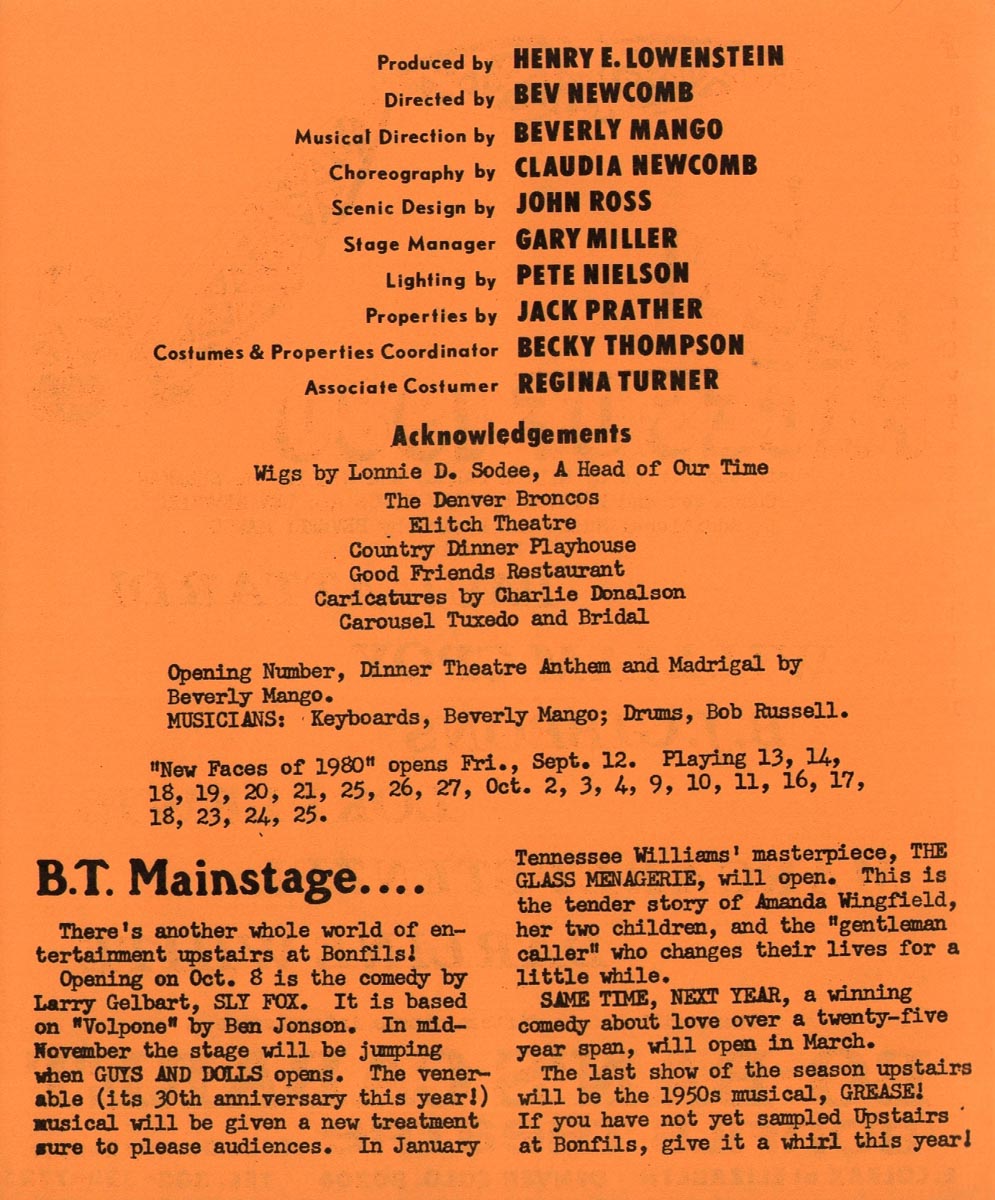 Produced by HENRY E. LOWENSTEIN
Directed by BEV NEWCOMB
Musical Direction by BEVERLY MANGO
Choreography by CLAUDIA NEWCOMB
Scenic Design by JOHN ROSS
Stage Manager GARY MILLER
Lighting by PETE NIELSON
Properties by JACK PRATHER
Costumes & Properties Coordinator BECKY THOMPSON
Associate Costumer REGINA TURNER
Acknowledgements
Wigs by Lonnie D. Sodee, A Head of Our Time
The Denver Broncos
Elitch Theatre
Country Dinner Playhouse
Good Friends Restaurant
Caricatures by Charlie Donalson
Carousel Tuxedo and Bridal
Opening Number, Dinner Theatre Anthem and Madrigal by
Beverly Mango.
MUSICIANS: Keyboards, Beverly Mango; Drums, Bob Russell.
"New Faces of 1980" opens Fri., Sept. 12. Playing 13, 14,
18, 19, 20, 21, 25, 26, 27, Oct. 2, 3, 4, 9, 10, 11, 16, 17,
18, 23, 24, 25.
B.T. Mainstage....
There's another whole world of en-
tertainment upstairs at Bonfils!
Opening on Oct. 8 is the comedy by
Larry Gelbart, SLY FOX. It is based
on "Volpone" by Ben Jonson. In mid-
November the stage will be jumping
when GUYS AND DOLLS opens. The vener-
able (its 30th anniversary this year!)
musical will be given a new treatment
sure to please audiences. In January
Tennessee Williams' masterpiece, THE
GLASS MENAGERIE, will open. This is
the tender story of Amanda Wingfield,
her two children, and the "gentleman
caller" who changes their lives for a
little while.
SAME TIME, NEXT YEAR, a winning
comedy about love over a twenty-five
year span, will open in March.
The last show of the season upstairs
will be the 1950s musical, GREASE!
If you have not yet sampled Upstairs
at Bonfils, give it a whirl this year!